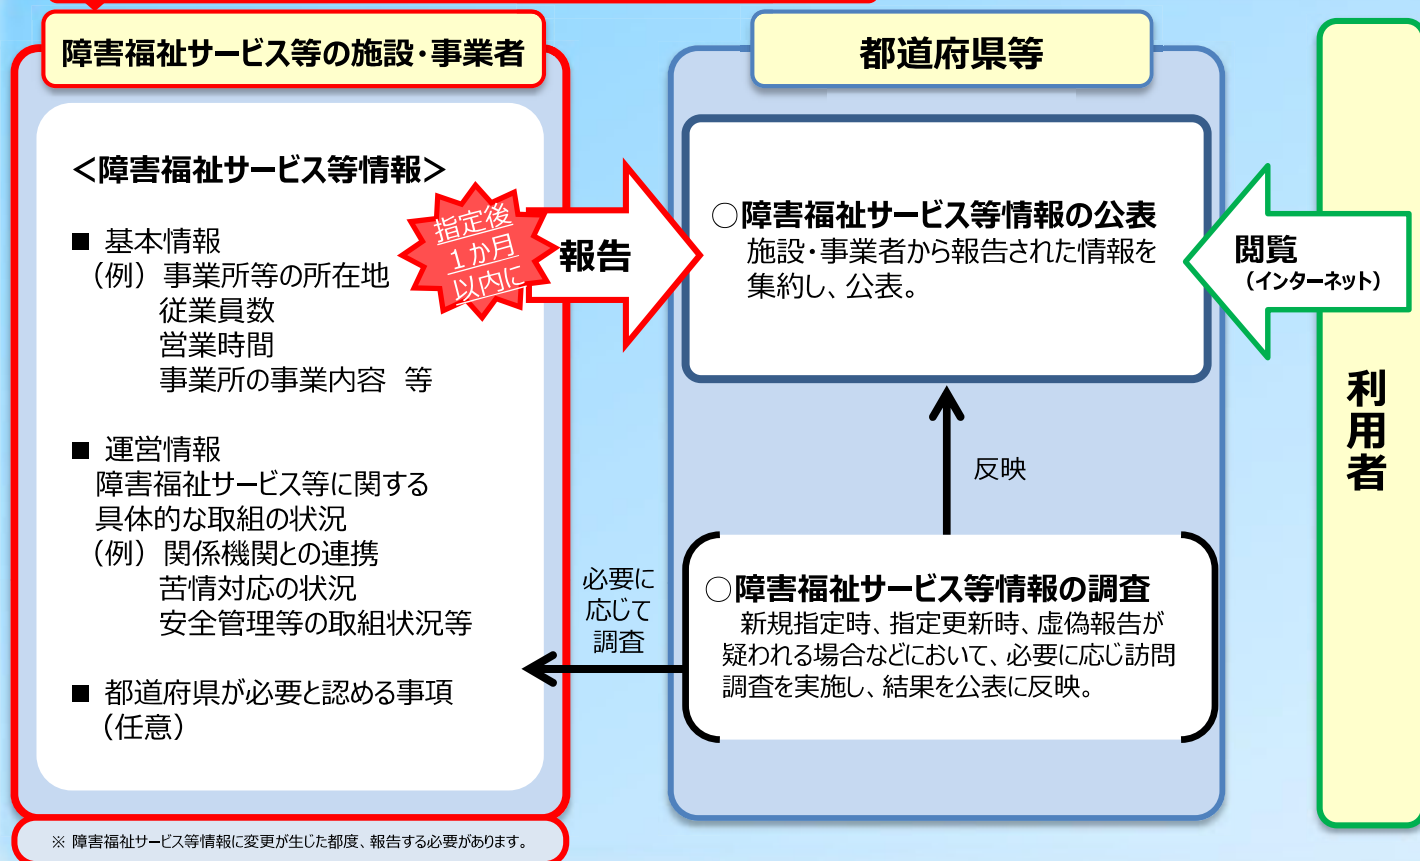 障害福祉サービス等の施設・事業者
＜障害福祉サービス等情報＞
■ 基本情報
（例）事業所等の所在地
従業員数
営業時間
事業所の事業内容 等
■ 運営情報
障害福祉サービス等に関する
具体的な取組の状況
（例）関係機関との連携
苦情対応の状況
安全管理等の取組状況等
■ 都道府県が必要と認める事項
（任意）
※ 障害福祉サービス等情報に変更が生じた都度、報告する必要があります。
指定後
１か月
以内に
報告
必要に
応じて
調査
都道府県等
○障害福祉サービス等情報の公表
施設・事業者から報告された情報を
集約し、公表。
反映
○障害福祉サービス等情報の調査
新規指定時、指定更新時、虚偽報告が
疑われる場合などにおいて、必要に応じ訪問
調査を実施し、結果を公表に反映。
閲覧
（インターネット）
利用者